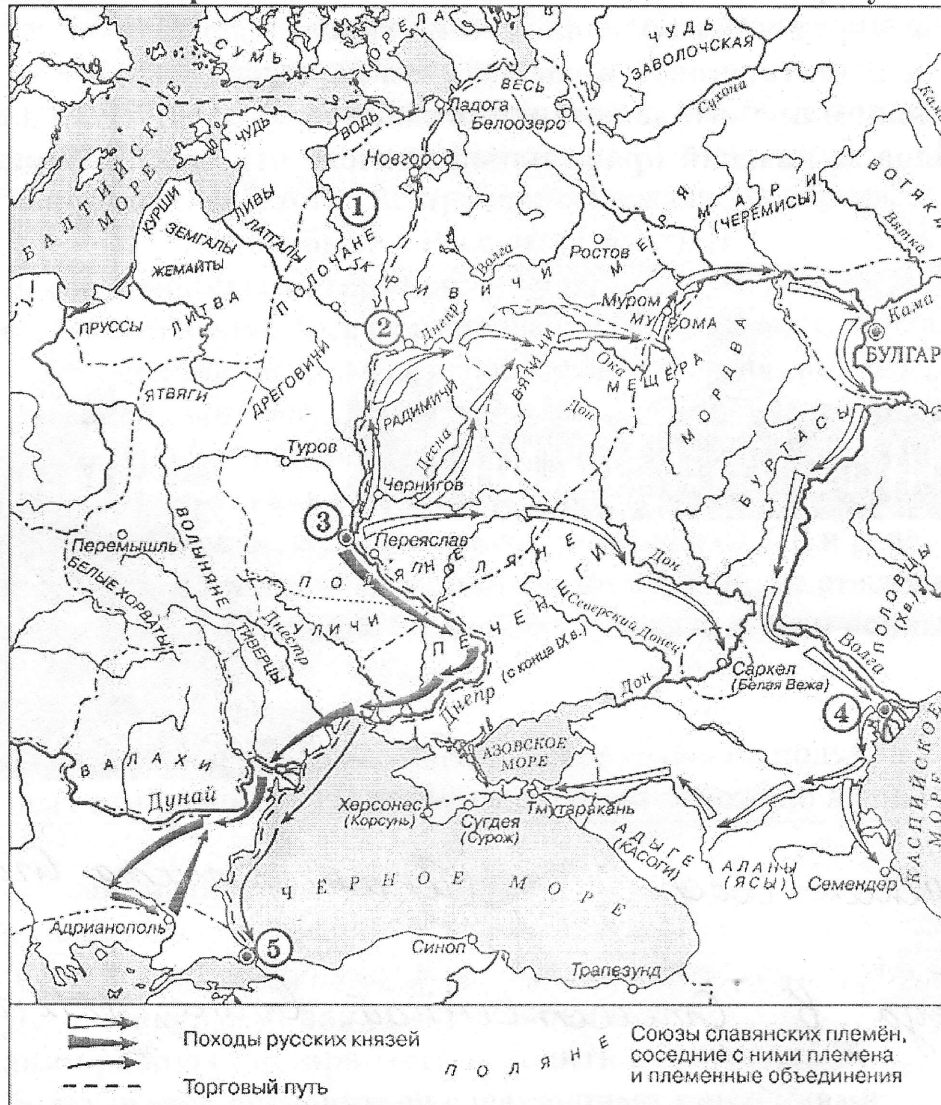 СУМЬ
КОРЕЛА
ЧУДЬ
ЗАВОЛОЧСКАЯ
ВЕСЬ
Ладога
Белоозеро
Сухона
ВОДЬ
ЧУДЬ
БАЛТИЙСКОЕ
МОРЕ
Новгород
1
КУРШИ
ЛИВЫ
ЗЕМГАЛЫ
ЛАТГАЛЫ
ЖЕМАЙТЫ
ЛИТВА
ПОЛОЧАНЕ
КРИВИЧИ
МЕРЯ
МАРИ
(ЧЕРЕМИСЫ)
ВОТЯКИ
Вятка
Ростов
Волга
Муром
МУРОМА
Кама
БУЛГАР
2
Днепр
ПРУССЫ
ЯТВЯГИ
ДРЕГОВИЧИ
РАДИМИЧИ
ВЯТИЧИ
Ока
МЕЩЕРА
МОРДВА
БУРТАСЫ
Туров
Десна
Дон
Чернигов
3
Переяслав
ПОЛЯНЕ
Перемышль
ВОЛЫНЯНЕ
БЕЛЫЕ ХОРВАТЫ
УЛИЧИ
ТИВЕРЦЫ
Днестр
ПЕЧЕНЕГИ
(с конца IX в.)
Днепр
Северский Донец
Дон
Дон
Сархел
(Белая Вежа)
ПОЛОВЦЫ
(XI в.)
Волга
4
ВАЛАХИ
Дунай
АЗОВСКОЕ
МОРЕ
Херсонес
(Корсунь)
Сугдея
(Сурож)
Тмутаракань
АДЫГЕ
(КАСОГИ)
АЛАНЫ
(ЯСЫ)
Семендер
КАСПИЙСКОЕ
МОРЕ
ЧЕРНОЕ МОРЕ
Адрианополь
5
Синоп
Трапезунд
Походы русских князей
Торговый путь
ПОЛЯНЕ
Союзы славянских племён,
соседние с ними племена
и племенные объединения